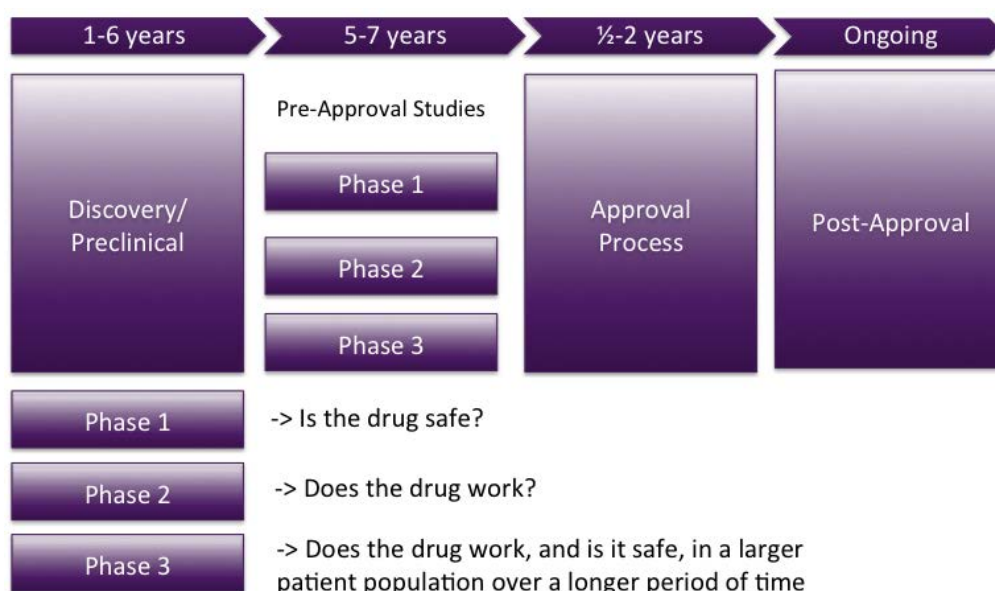 1-6 years
5-7 years
½-2 years
Ongoing
Discovery/
Preclinical
Pre-Approval Studies
Phase 1
Phase 2
Phase 3
Approval
Process
Post-Approval
Phase 1
-> Is the drug safe?
Phase 2
-> Does the drug work?
Phase 3
-> Does the drug work, and is it safe, in a larger
patient population over a longer period of time